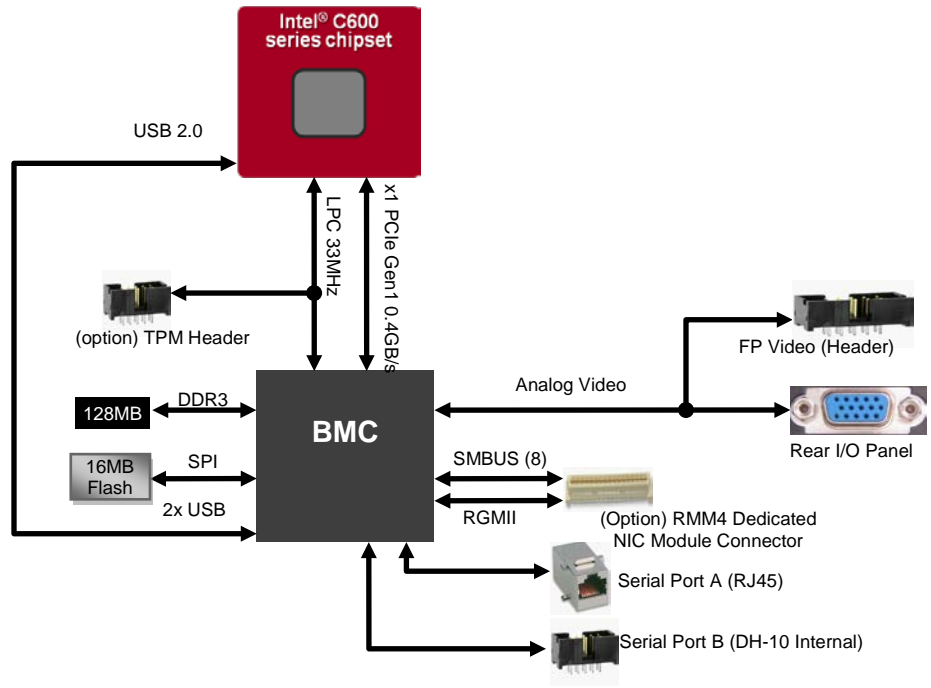 Intel® C600
series chipset
USB 2.0
LPC 33MHz
x1 PCIe Gen1 0.4GB/s
(option) TPM Header
FP Video (Header)
Analog Video
Rear I/O Panel
128MB
DDR3
BMC
16MB
Flash
SPI
2x USB
SMBUS (8)
RGMII
(Option) RMM4 Dedicated
NIC Module Connector
Serial Port A (RJ45)
Serial Port B (DH-10 Internal)